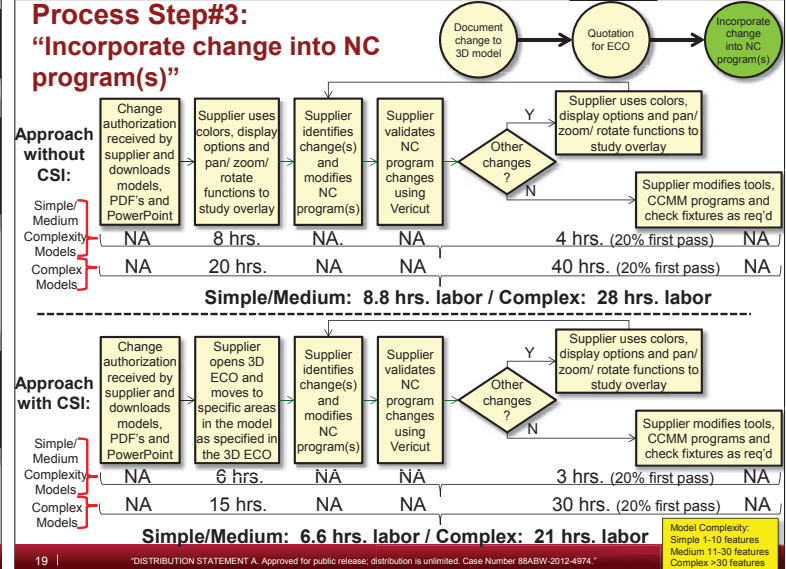 Process Step#3:
“Incorporate change into NC
program(s)”
Document
change to
3D model
Quotation
for ECO
Incorporate
change
into NC
program(s)
Approach
without
CSI:
Change
authorization
received by
supplier and
downloads
models,
PDF's and
PowerPoint
Supplier uses
colors, display
options and
pan/ zoom/
rotate
functions to
study overlay
Supplier
identifies
change(s)
and
modifies
NC
program(s)
Supplier
validates
NC
program
changes
using
Vericut
Other
changes
?
Y
N
Supplier uses colors,
display options and pan/
zoom/ rotate functions to
study overlay
Supplier modifies tools,
CCMM programs and
check fixtures as req'd
Simple/
Medium
Complexity
Models
NA 8 hrs. NA. NA 4 hrs. (20% first pass) NA
Complex
Models
NA 20 hrs. NA NA 40 hrs. (20% first pass) NA
Simple/Medium: 8.8 hrs. labor / Complex: 28 hrs. labor
Approach
with CSI:
Change
authorization
received by
supplier and
downloads
models,
PDF's and
PowerPoint
Supplier
opens 3D
ECO and
moves to
specific areas
in the model
as specified in
the 3D ECO
Supplier
identifies
change(s)
and
modifies
NC
program(s)
Supplier
validates
NC
program
changes
using
Vericut
Other
changes
?
Y
N
Supplier uses colors,
display options and pan/
zoom/ rotate functions to
study overlay
Supplier modifies tools,
CCMM programs and
check fixtures as req'd
Simple/
Medium
Complexity
Models
NA 6 hrs. NA NA 3 hrs. (20% first pass) NA
Complex
Models
NA 15 hrs. NA NA 30 hrs. (20% first pass) NA
Simple/Medium: 6.6 hrs. labor / Complex: 21 hrs. labor
Model Complexity:
Simple 1-10 features
Medium 11-30 features
Complex >30 features
19 |
"DISTRIBUTION STATEMENT A. Approved for public release; distribution is unlimited. Case Number 88ABW-2012-4974."